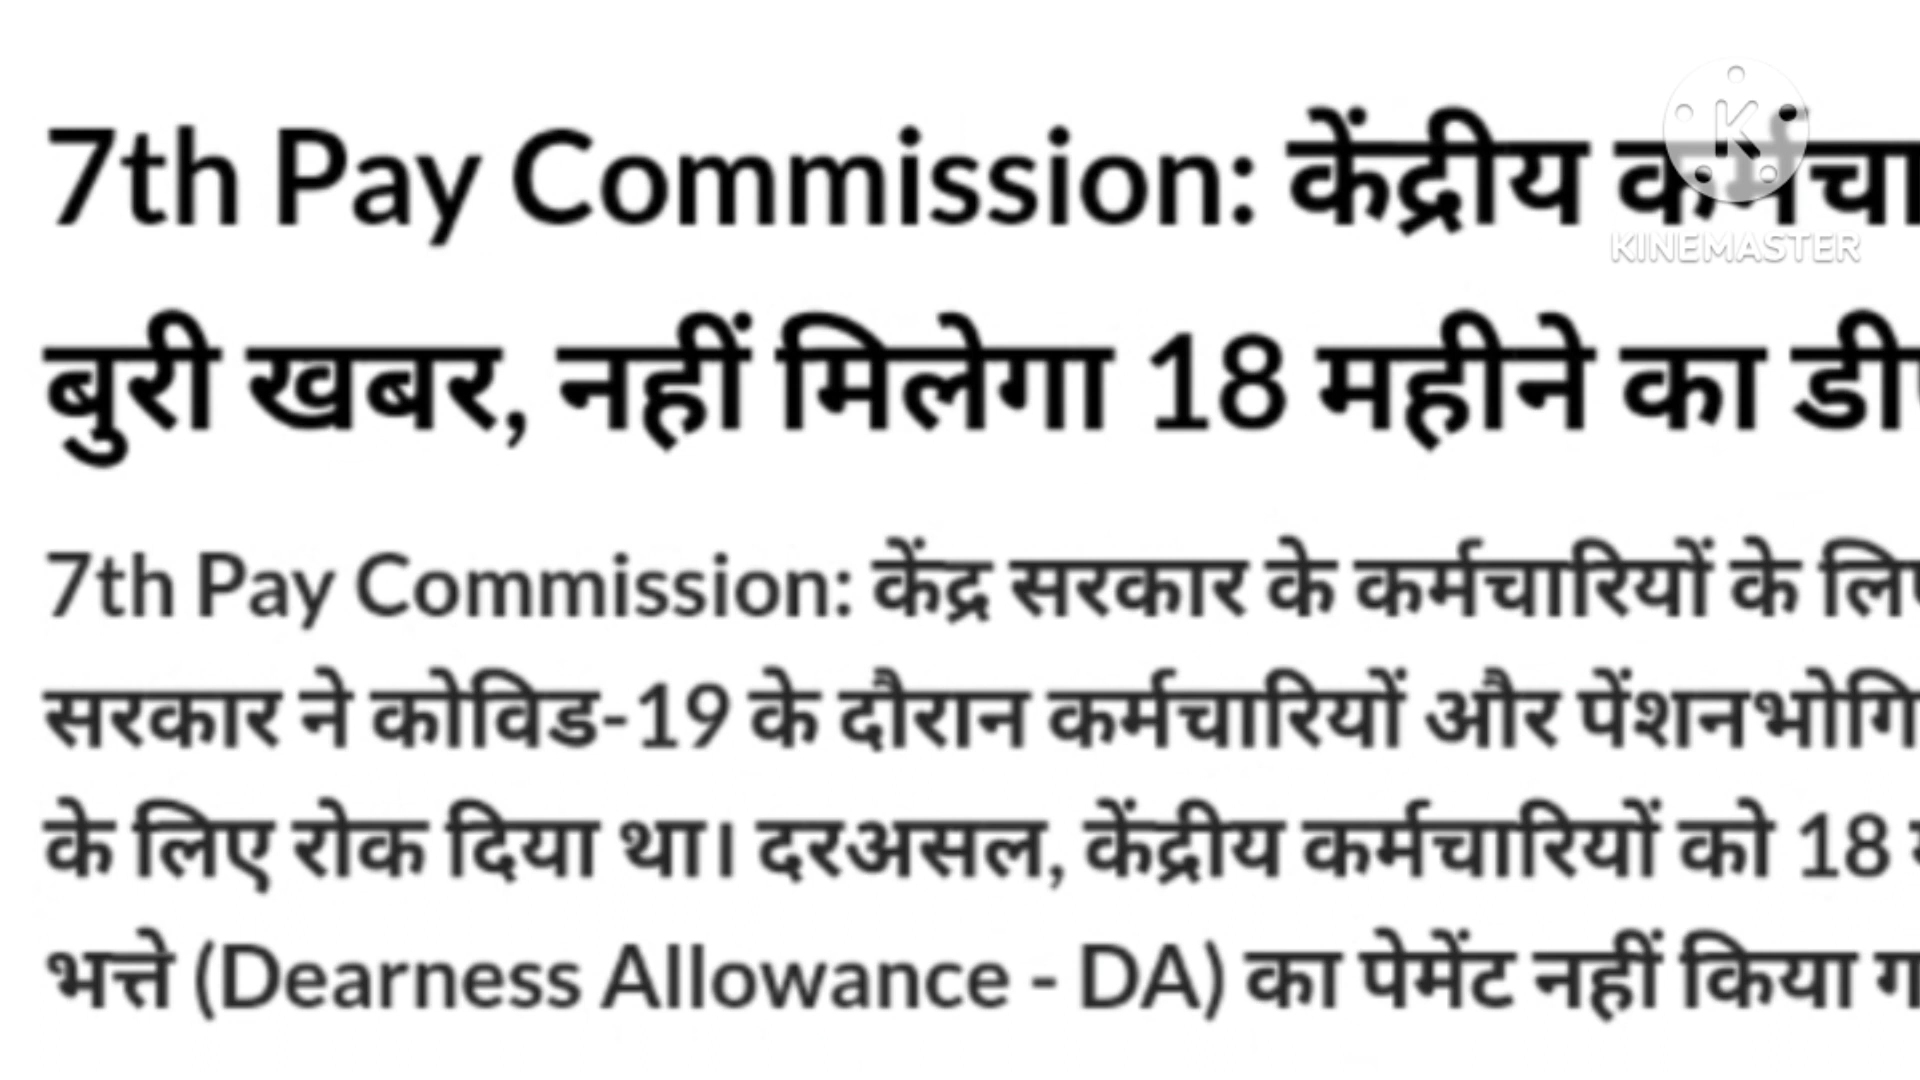 7th Pay Commission: केंद्रीय
K
KINEMASTER
बुरी खबर, नहीं मिलेगा 18 महीने का
7th Pay Commission: केंद्र सरकार के कर्मचारियों के
सरकार ने कोविड-19 के दौरान कर्मचारियों और
के लिए रोक दिया था। दरअसल, केंद्रीय कर्मचारियों को 18
भत्ते (Dearness Allowance - DA) का पेमेंट नहीं किया